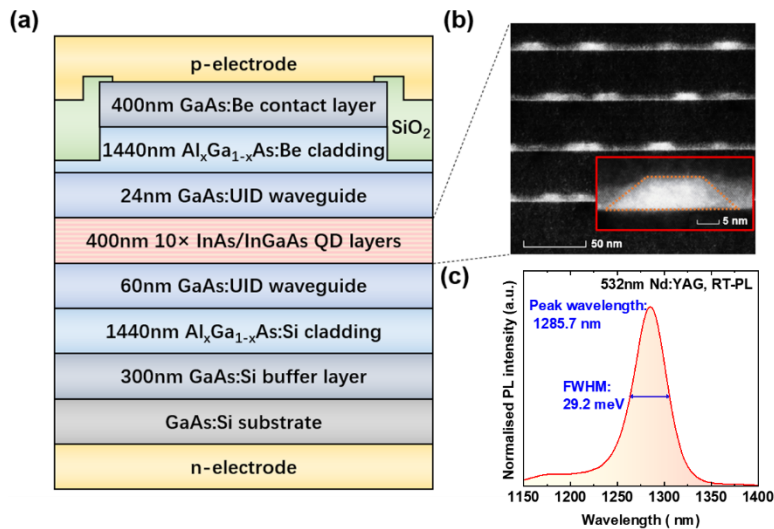 (a)
p-electrode
400nm GaAs:Be contact layer
SiO₂
1440nm AlₓGa₁₋ₓAs:Be cladding
24nm GaAs:UID waveguide
400nm 10× InAs/InGaAs QD layers
60nm GaAs:UID waveguide
1440nm AlₓGa₁₋ₓAs:Si cladding
300nm GaAs:Si buffer layer
GaAs:Si substrate
n-electrode
(b)
5 nm
50 nm
(c)
532nm Nd:YAG, RT-PL
Peak wavelength:
1285.7 nm
FWHM:
29.2 meV
Normalised PL intensity (a.u.)
1150 1200 1250 1300 1350 1400
Wavelength ( nm)